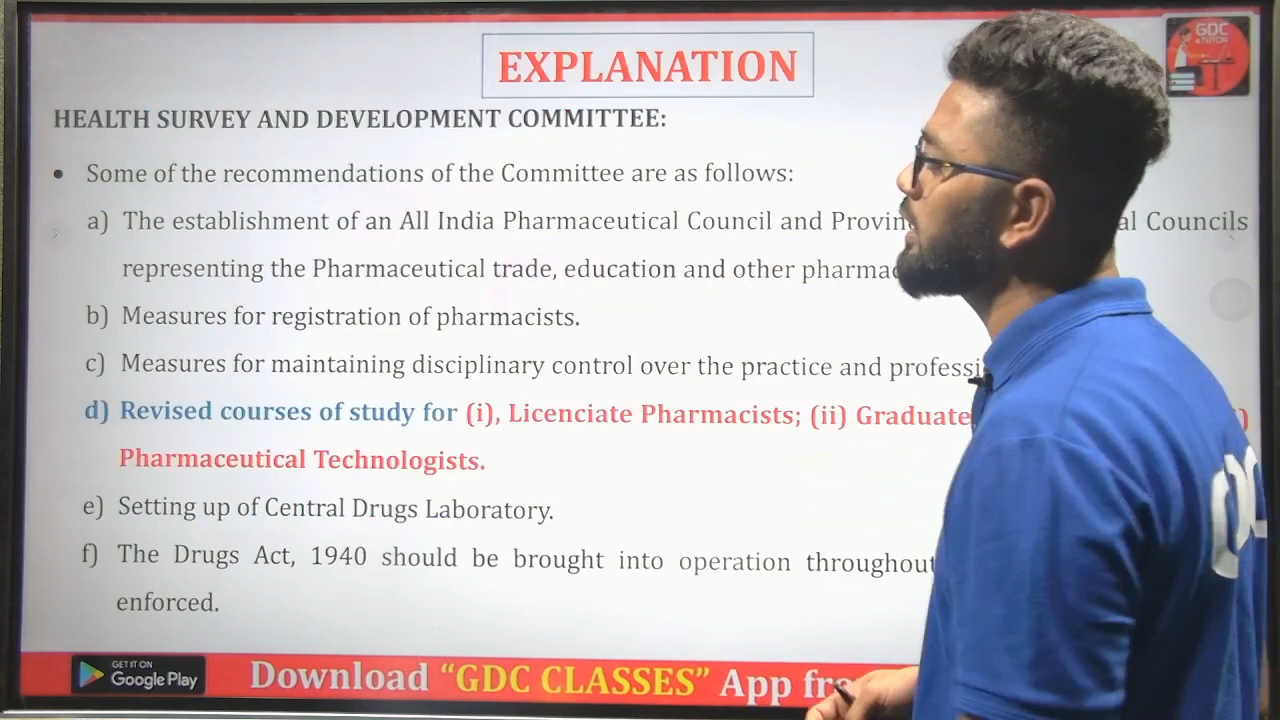 EXPLANATION
GDC
TUTOR
HEALTH SURVEY AND DEVELOPMENT COMMITTEE:
• Some of the recommendations of the Committee are as follows:
a) The establishment of an All India Pharmaceutical Council and Provin al Councils
representing the Pharmaceutical trade, education and other pharmac
b) Measures for registration of pharmacists.
c) Measures for maintaining disciplinary control over the practice and professi
d) Revised courses of study for (i), Licenciate Pharmacists; (ii) Graduate )
Pharmaceutical Technologists.
e) Setting up of Central Drugs Laboratory.
f) The Drugs Act, 1940 should be brought into operation throughout
enforced.
GET IT ON
Google Play
Download "GDC CLASSES" App fr